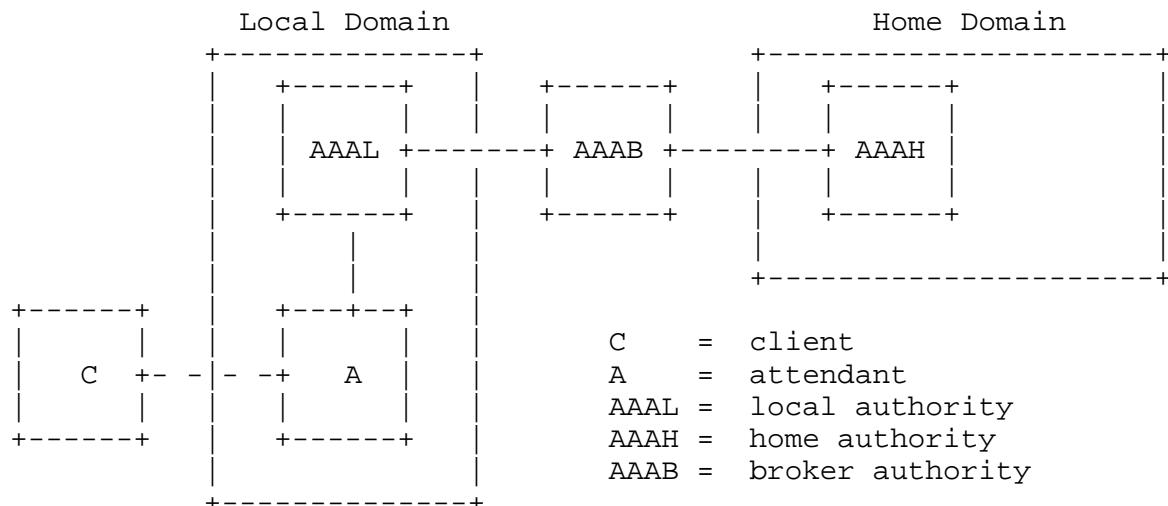 Local Domain Home Domain
AAAL AAAB AAAH
C = client
C A A = attendant
AAAL = local authority
AAAH = home authority
AAAB = broker authority